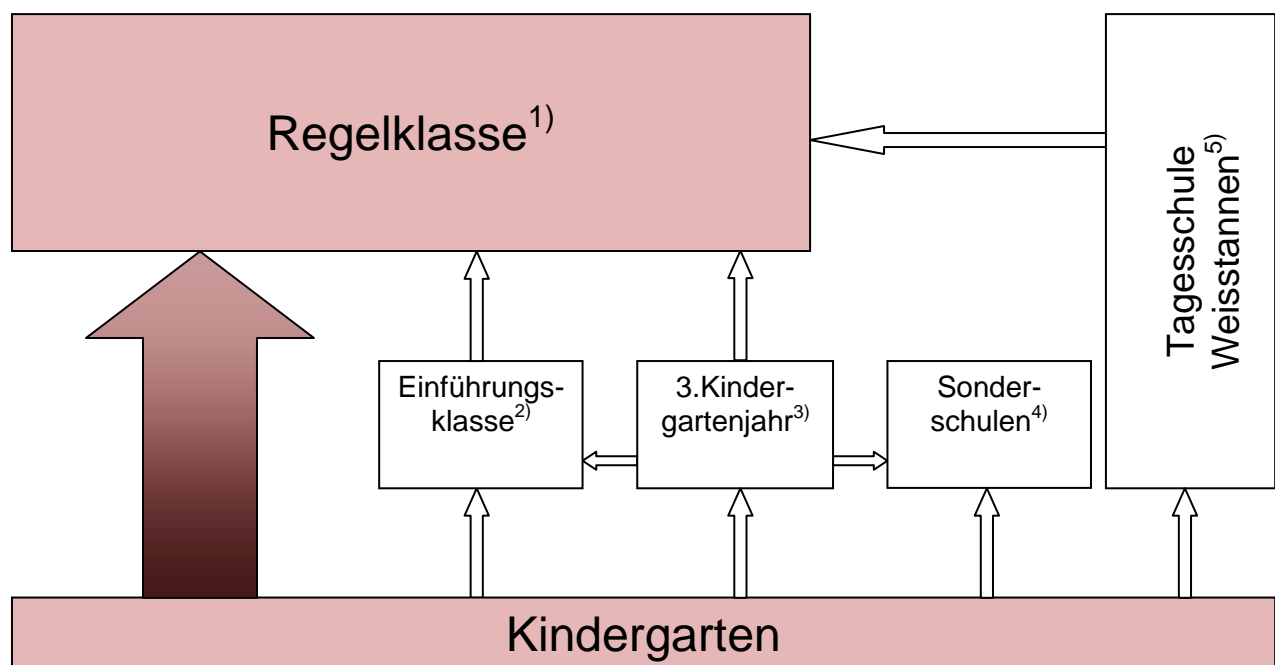 Regelklasse1)
Tagesschule
Weisstannen5)
Einführungs-
klasse2)
3.Kinder-
gartenjahr3)
Sonder-
schulen4)
Kindergarten